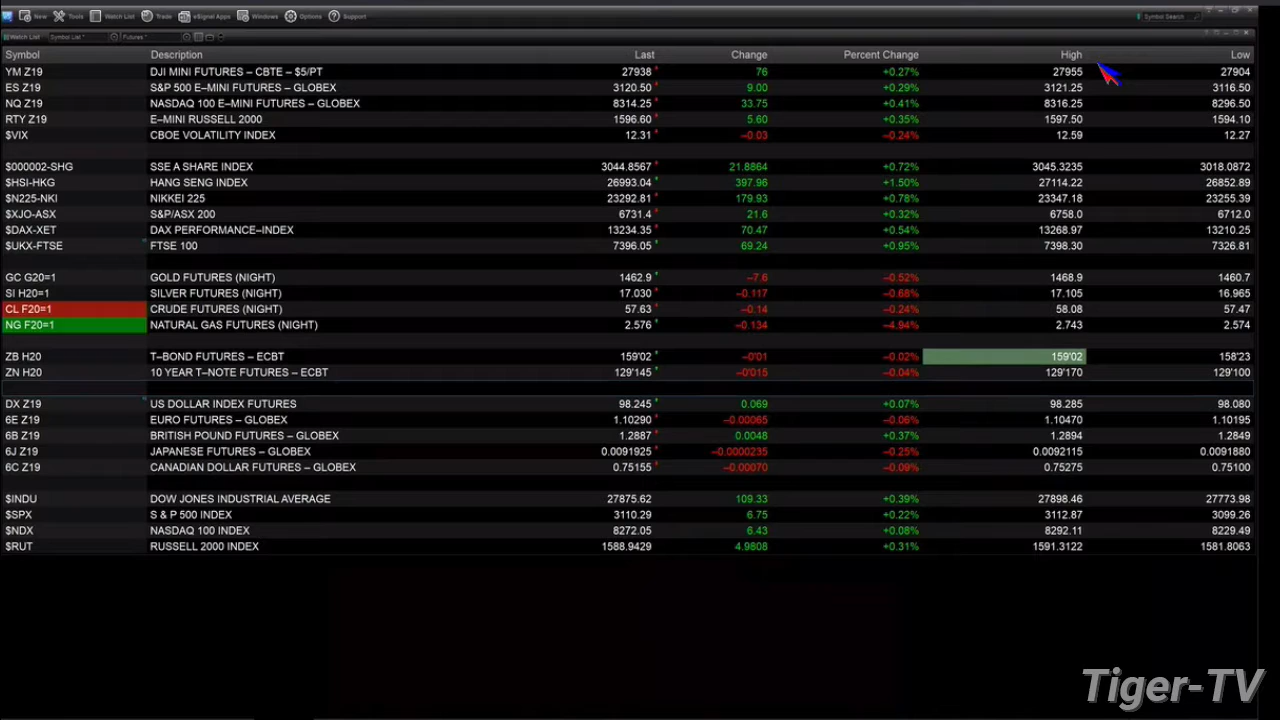 New Tools Watch List Trade eSignal Apps Windows Options Support Symbol Search
Watch List Symbol List * Futures *
Symbol Description Last Change Percent Change High Low
YM Z19 DJI MINI FUTURES – CBTE – $5/PT 27938 76 +0.27% 27955 27904
ES Z19 S&P 500 E–MINI FUTURES – GLOBEX 3120.50 9.00 +0.29% 3121.25 3116.50
NQ Z19 NASDAQ 100 E–MINI FUTURES – GLOBEX 8314.25 33.75 +0.41% 8316.25 8296.50
RTY Z19 E–MINI RUSSELL 2000 1596.60 5.60 +0.35% 1597.50 1594.10
$VIX CBOE VOLATILITY INDEX 12.31 –0.03 –0.24% 12.59 12.27
$000002-SHG SSE A SHARE INDEX 3044.8567 21.8864 +0.72% 3045.3235 3018.0872
$HSI-HKG HANG SENG INDEX 26993.04 397.96 +1.50% 27114.22 26852.89
$N225-NKI NIKKEI 225 23292.81 179.93 +0.78% 23347.18 23255.39
$XJO-ASX S&P/ASX 200 6731.4 21.6 +0.32% 6758.0 6712.0
$DAX-XET DAX PERFORMANCE–INDEX 13234.35 70.47 +0.54% 13268.97 13210.25
$UKX-FTSE FTSE 100 7396.05 69.24 +0.95% 7398.30 7326.81
GC G20=1 GOLD FUTURES (NIGHT) 1462.9 –7.6 –0.52% 1468.9 1460.7
SI H20=1 SILVER FUTURES (NIGHT) 17.030 –0.117 –0.68% 17.105 16.965
CL F20=1 CRUDE FUTURES (NIGHT) 57.63 –0.14 –0.24% 58.08 57.47
NG F20=1 NATURAL GAS FUTURES (NIGHT) 2.576 –0.134 –4.94% 2.743 2.574
ZB H20 T–BOND FUTURES – ECBT 159'02 –0'01 –0.02% 159'02 158'23
ZN H20 10 YEAR T–NOTE FUTURES – ECBT 129'145 –0'015 –0.04% 129'170 129'100
DX Z19 US DOLLAR INDEX FUTURES 98.245 0.069 +0.07% 98.285 98.080
6E Z19 EURO FUTURES – GLOBEX 1.10290 –0.00065 –0.06% 1.10470 1.10195
6B Z19 BRITISH POUND FUTURES – GLOBEX 1.2887 0.0048 +0.37% 1.2894 1.2849
6J Z19 JAPANESE FUTURES – GLOBEX 0.0091925 –0.0000235 –0.25% 0.0092115 0.0091880
6C Z19 CANADIAN DOLLAR FUTURES – GLOBEX 0.75155 –0.00070 –0.09% 0.75275 0.75100
$INDU DOW JONES INDUSTRIAL AVERAGE 27875.62 109.33 +0.39% 27898.46 27773.98
$SPX S & P 500 INDEX 3110.29 6.75 +0.22% 3112.87 3099.26
$NDX NASDAQ 100 INDEX 8272.05 6.43 +0.08% 8292.11 8229.49
$RUT RUSSELL 2000 INDEX 1588.9429 4.9808 +0.31% 1591.3122 1581.8063
Tiger-TV